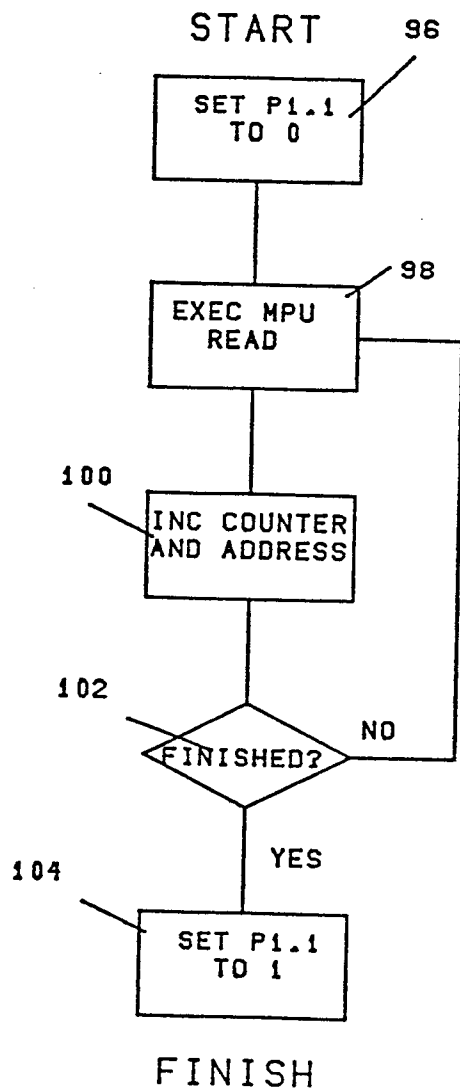 START
96
SET P1.1
TO 0
98
EXEC MPU
READ
100
INC COUNTER
AND ADDRESS
102
FINISHED?
NO
YES
104
SET P1.1
TO 1
FINISH